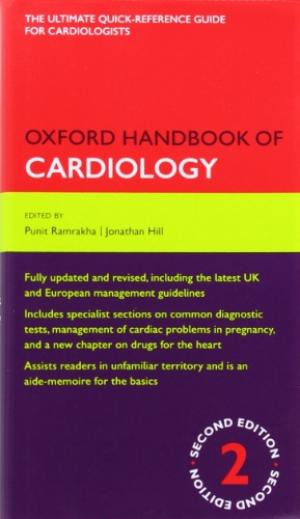 THE ULTIMATE QUICK-REFERENCE GUIDE
FOR CARDIOLOGISTS
OXFORD HANDBOOK OF
CARDIOLOGY
EDITED BY
Punit Ramrakha | Jonathan Hill
Fully updated and revised, including the latest UK
and European management guidelines
Includes specialist sections on common diagnostic
tests, management of cardiac problems in pregnancy,
and a new chapter on drugs for the heart
Assists readers in unfamiliar territory and is an
aide-memoire for the basics
SECOND EDITION
2
SECOND EDITION